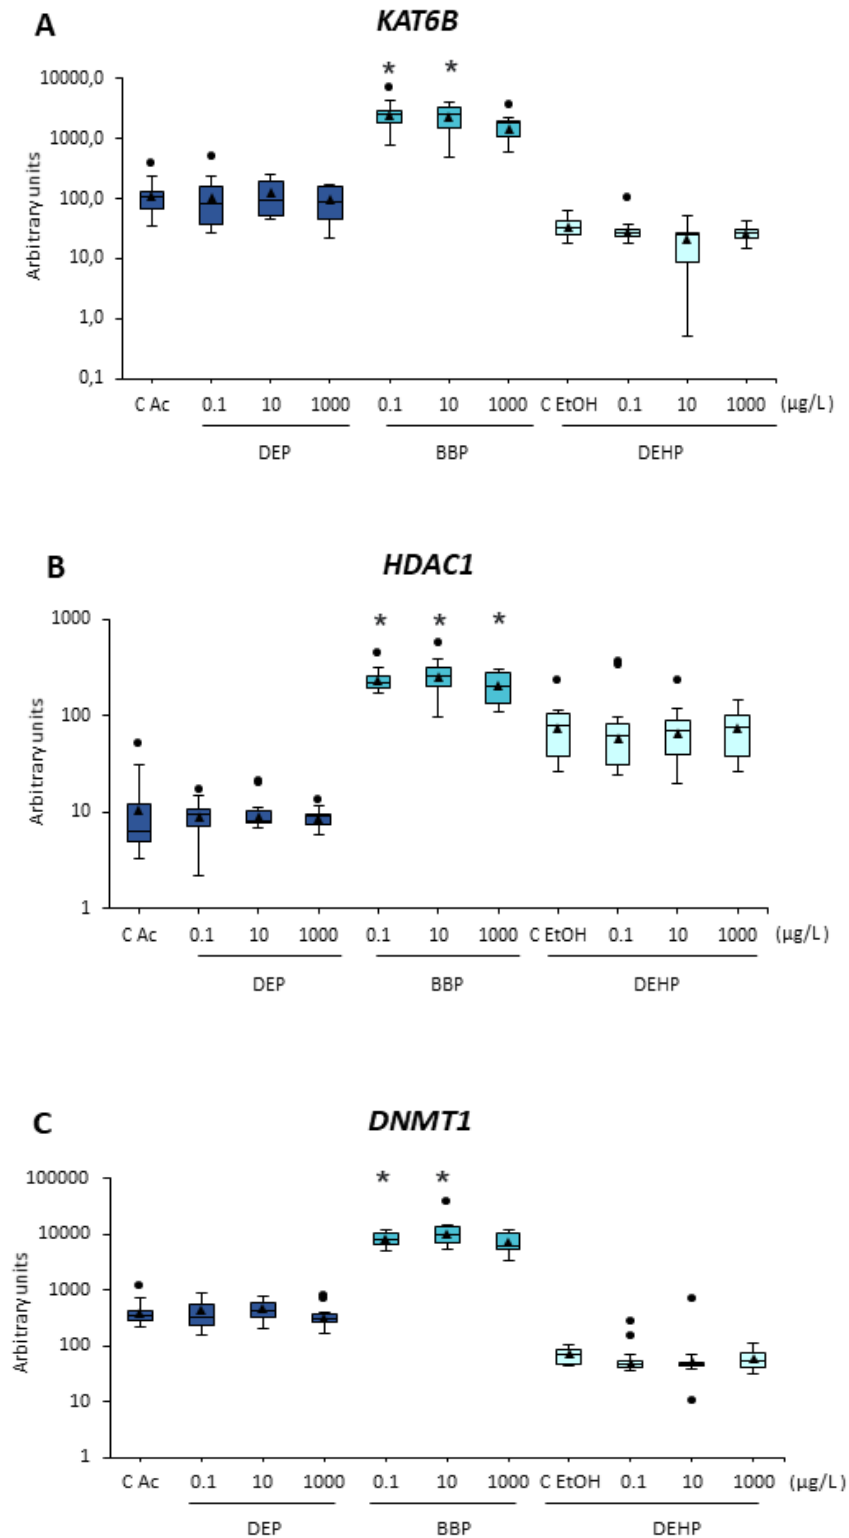 A
KAT6B
* *
10000,0
1000,0
100,0
10,0
1,0
0,1
Arbitrary units
C Ac 0.1 10 1000 0.1 10 1000 C EtOH 0.1 10 1000 (µg/L)
DEP BBP DEHP
B
HDAC1
* * *
1000
100
10
1
Arbitrary units
C Ac 0.1 10 1000 0.1 10 1000 C EtOH 0.1 10 1000 (µg/L)
DEP BBP DEHP
C
DNMT1
* *
100000
10000
1000
100
10
1
Arbitrary units
C Ac 0.1 10 1000 0.1 10 1000 C EtOH 0.1 10 1000 (µg/L)
DEP BBP DEHP